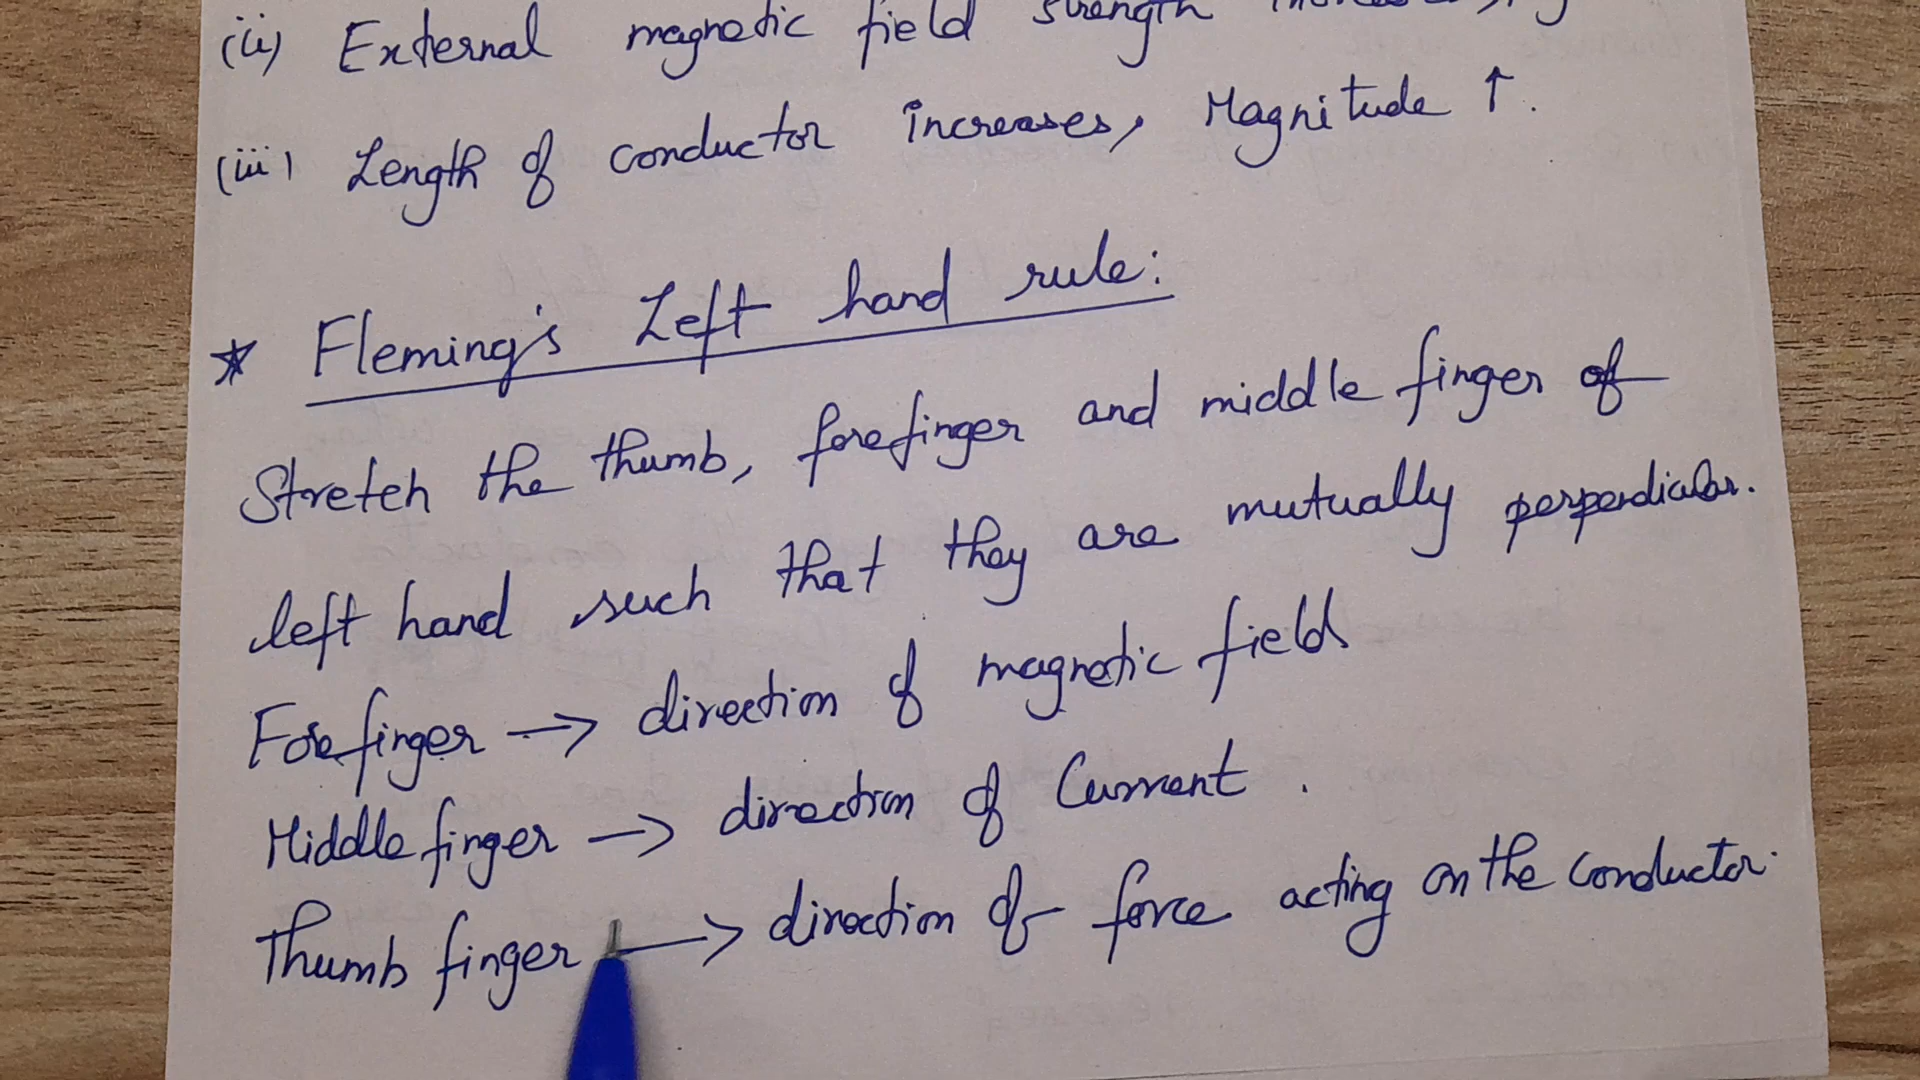 (ii) External magnetic field strength
(iii) Length of conductor increases, Magnitude ↑.
* Fleming's Left hand rule:
Stretch the thumb, forefinger and middle finger of
left hand such that they are mutually perpendicular.
Forefinger → direction of magnetic field
Middle finger → direction of Current.
Thumb finger → direction of force acting on the conductor.